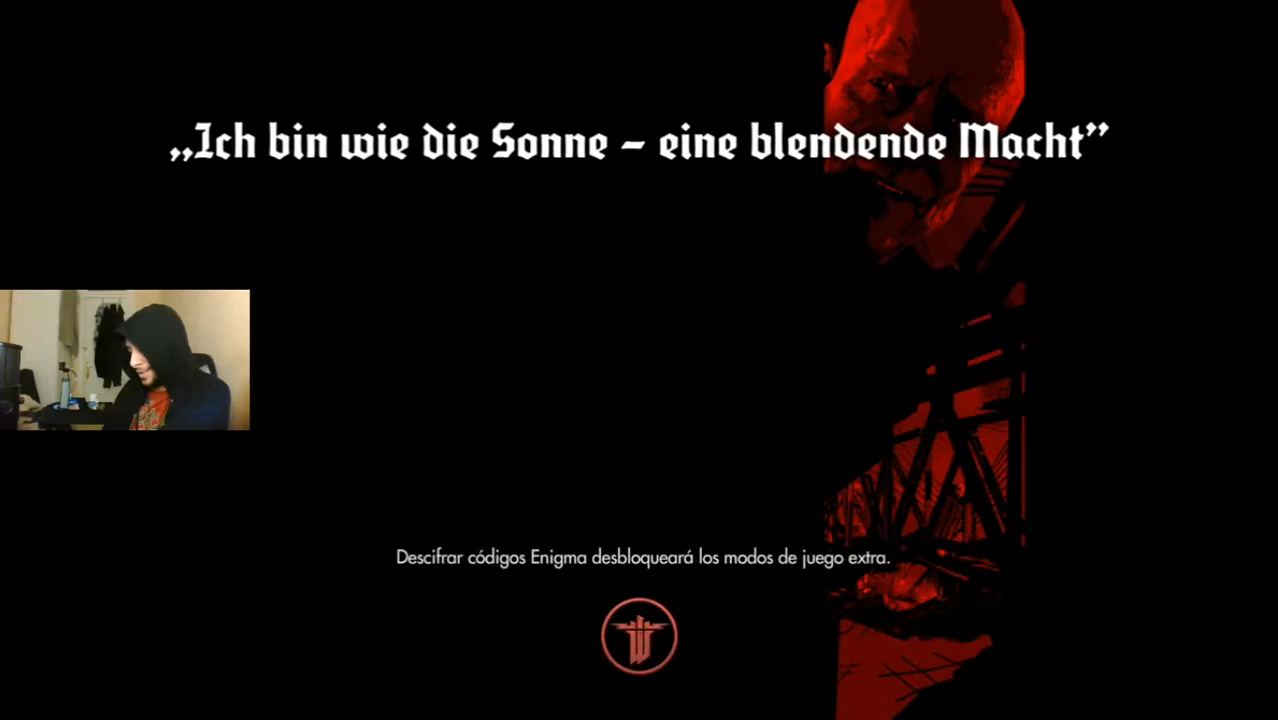 „Ich bin wie die Sonne – eine blendende Macht”
Descifrar códigos Enigma desbloqueará los modos de juego extra.